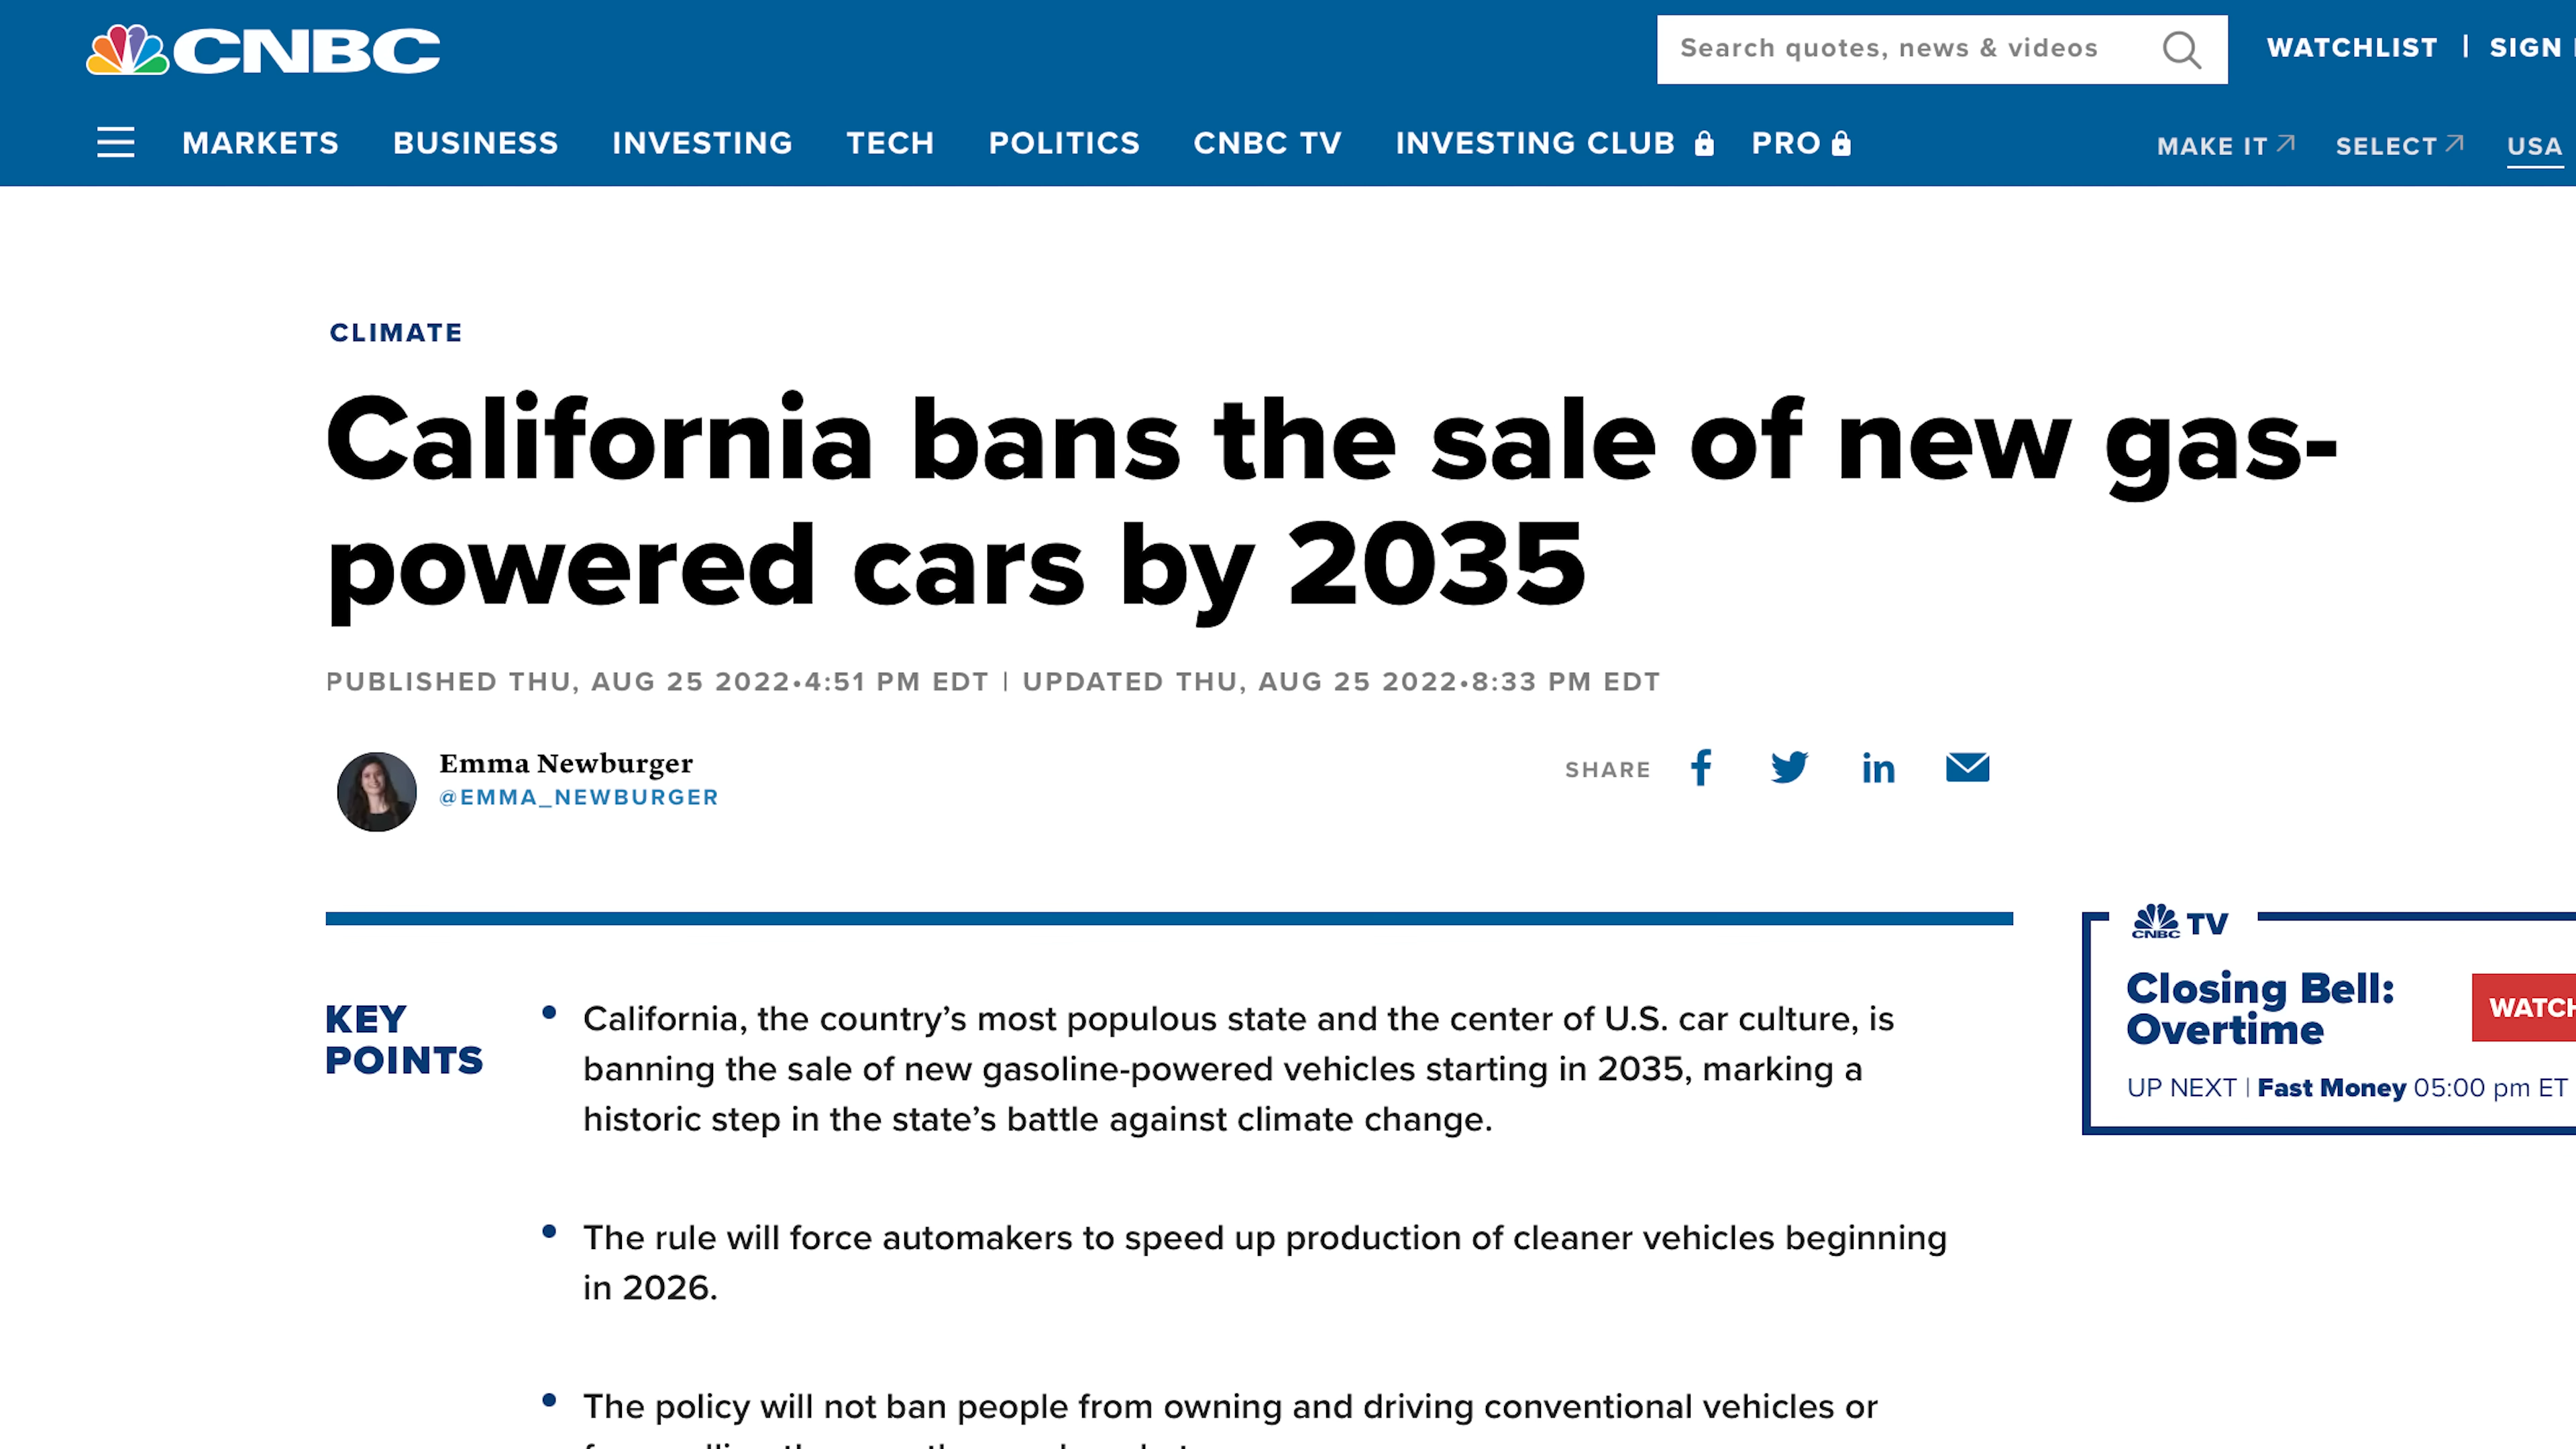 CNBC
Search quotes, news & videos
WATCHLIST | SIGN
MARKETS BUSINESS INVESTING TECH POLITICS CNBC TV INVESTING CLUB PRO
MAKE IT SELECT USA
CLIMATE
California bans the sale of new gas-
powered cars by 2035
PUBLISHED THU, AUG 25 2022•4:51 PM EDT | UPDATED THU, AUG 25 2022•8:33 PM EDT
Emma Newburger
@EMMA_NEWBURGER
SHARE
KEY
POINTS
• California, the country’s most populous state and the center of U.S. car culture, is
banning the sale of new gasoline-powered vehicles starting in 2035, marking a
historic step in the state’s battle against climate change.
• The rule will force automakers to speed up production of cleaner vehicles beginning
in 2026.
• The policy will not ban people from owning and driving conventional vehicles or
CNBC TV
Closing Bell:
Overtime
WATCH
UP NEXT | Fast Money 05:00 pm ET